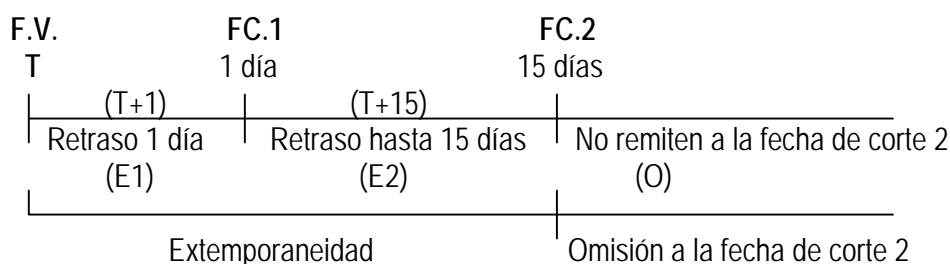 F.V. FC.1 FC.2
T 1 día 15 días
(T+1) (T+15)
Retraso 1 día Retraso hasta 15 días No remiten a la fecha de corte 2
(E1) (E2) (O)
Extemporaneidad Omisión a la fecha de corte 2